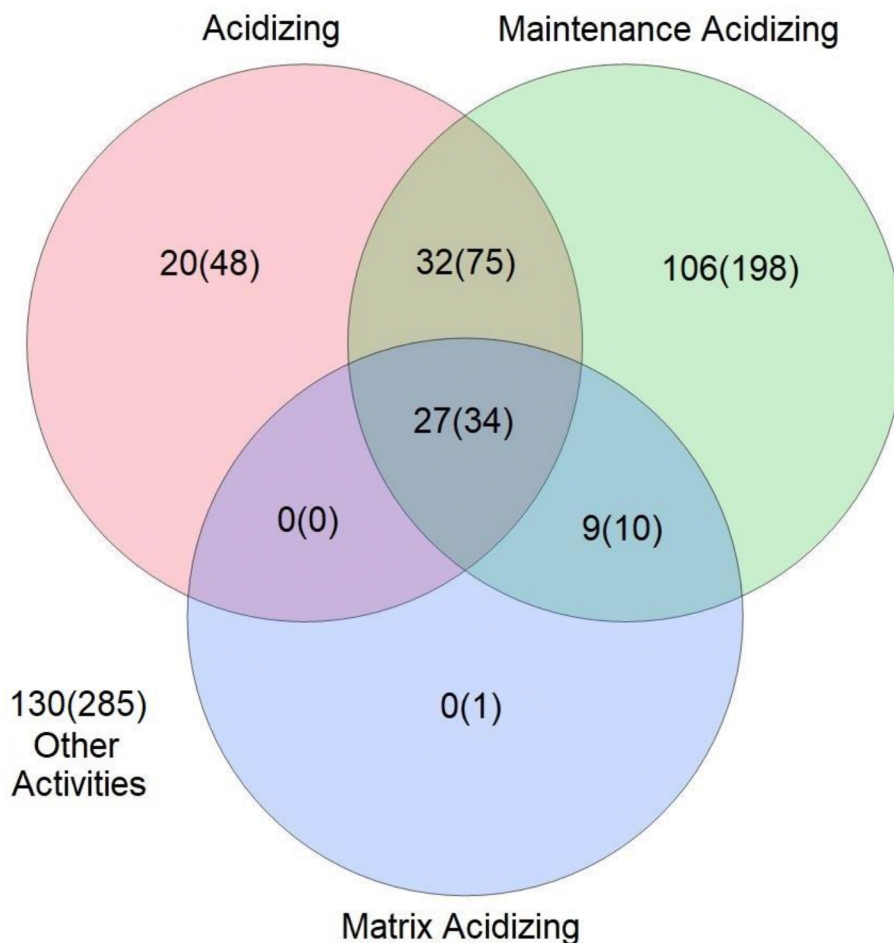 Acidizing
Maintenance Acidizing
20(48)
32(75)
106(198)
27(34)
0(0)
9(10)
130(285)
Other
Activities
0(1)
Matrix Acidizing